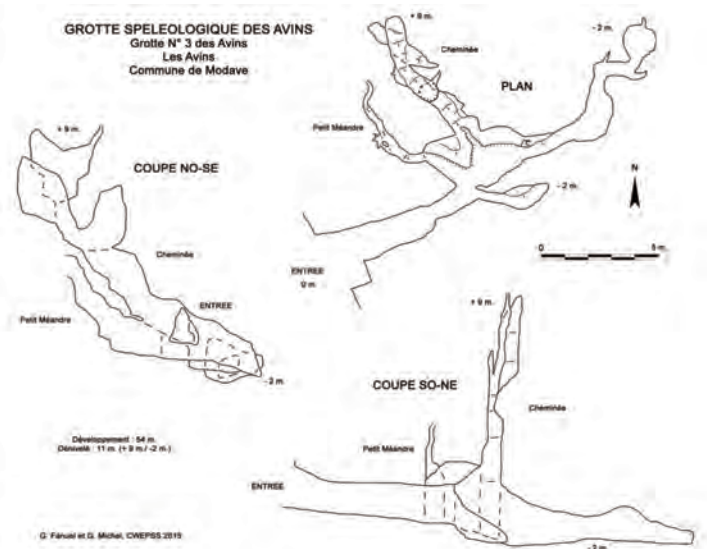 GROTTE SPELEOLOGIQUE DES AVINS
Grotte N° 3 des Avins
Les Avins
Commune de Modave
+ 9 m.
Cheminée
- 2 m.
PLAN
Petit Méandre
- 2 m.
N
0 5 m.
ENTREE
0 m.
+ 9 m.
COUPE NO-SE
Cheminée
ENTREE
Petit Méandre
- 2 m.
+ 9 m.
COUPE SO-NE
Cheminée
Petit Méandre
ENTREE
- 2 m.
Développement : 54 m.
Dénivelé : 11 m. (+ 9 m./ -2 m.)
G. Fanuel et G. Michel, CWEPSS 2015